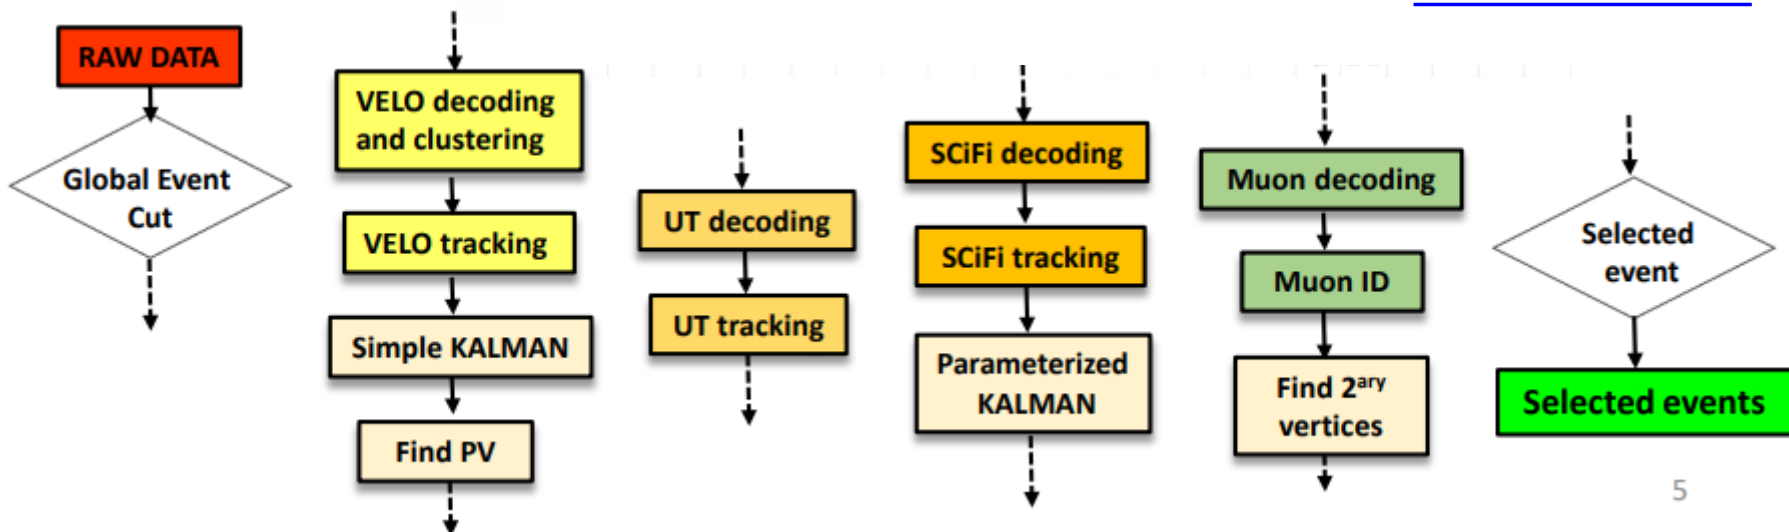 RAW DATA
Global Event
Cut
VELO decoding
and clustering
VELO tracking
Simple KALMAN
Find PV
UT decoding
UT tracking
SCiFi decoding
SCiFi tracking
Parameterized
KALMAN
Muon decoding
Muon ID
Find 2ary
vertices
Selected
event
Selected events
5